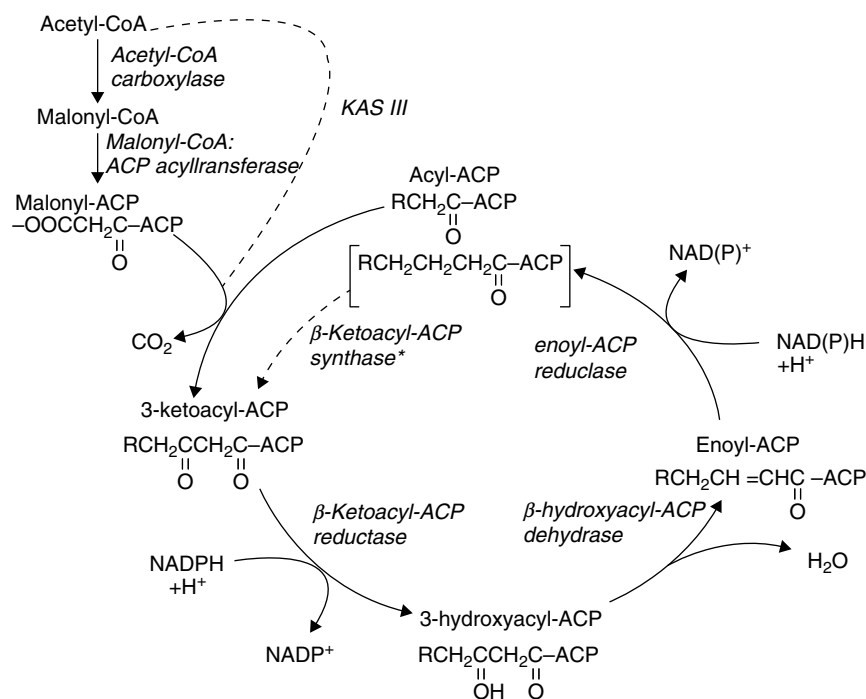 Acetyl-CoA
Acetyl-CoA
carboxylase
KAS III
Malonyl-CoA
Malonyl-CoA:
ACP acyllransferase
Malonyl-ACP
–OOCCH₂C–ACP
O
Acyl-ACP
RCH₂C–ACP
O
RCH₂CH₂CH₂C–ACP
O
NAD(P)⁺
CO₂
β-Ketoacyl-ACP
synthase*
enoyl-ACP
reduclase
NAD(P)H
+H⁺
3-ketoacyl-ACP
RCH₂CCH₂C–ACP
O O
Enoyl-ACP
RCH₂CH =CHC –ACP
O
β-Ketoacyl-ACP
reductase
β-hydroxyacyl-ACP
dehydrase
NADPH
+H⁺
H₂O
NADP⁺
3-hydroxyacyl-ACP
RCH₂CCH₂C–ACP
OH O